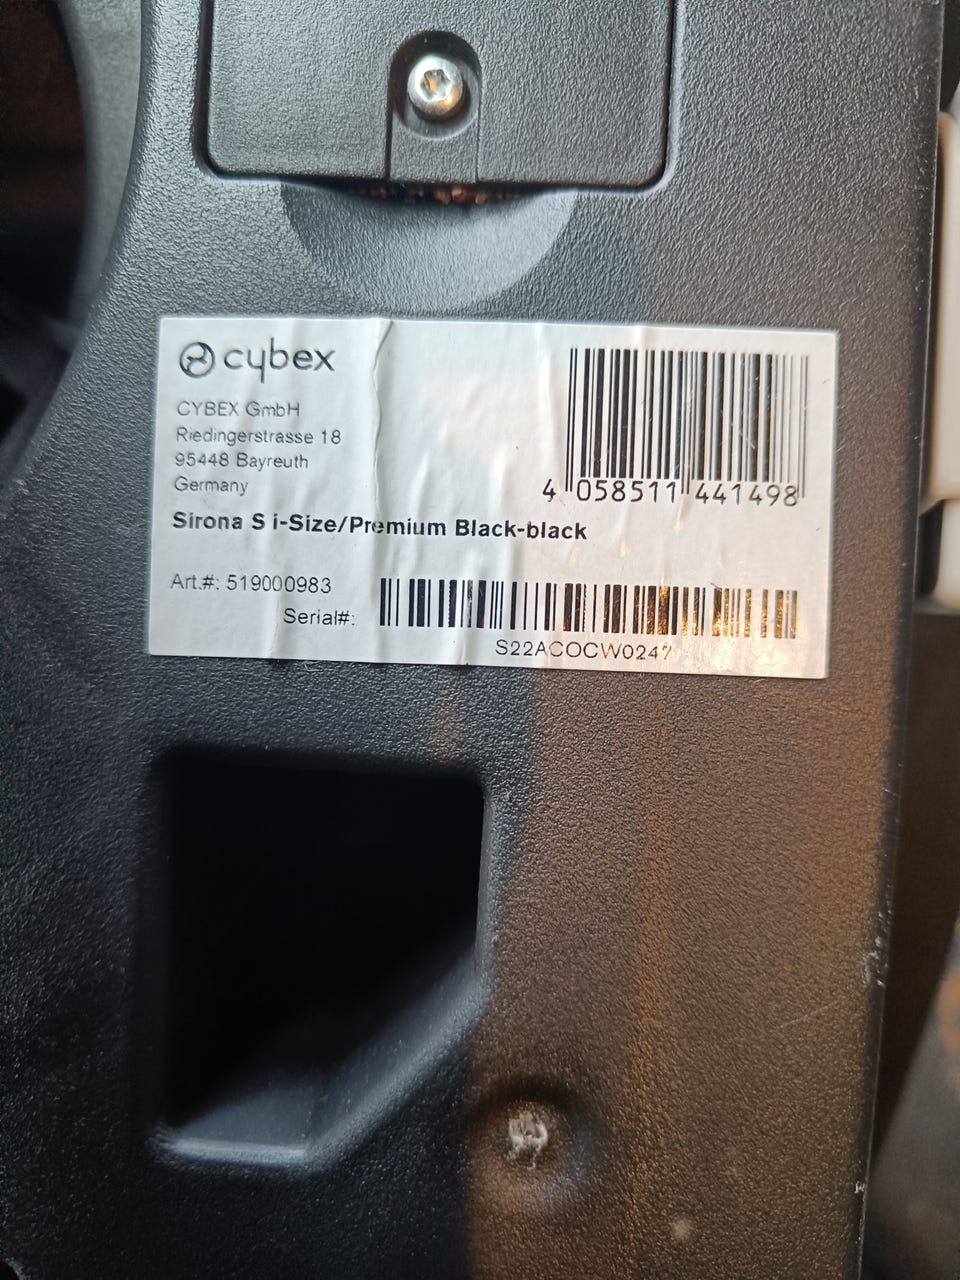 cybex
CYBEX GmbH
Riedingerstrasse 18
95448 Bayreuth
Germany
4 058511 441498
Sirona S i-Size/Premium Black-black
Art.#: 519000983
Serial#:
S22ACOCW0247